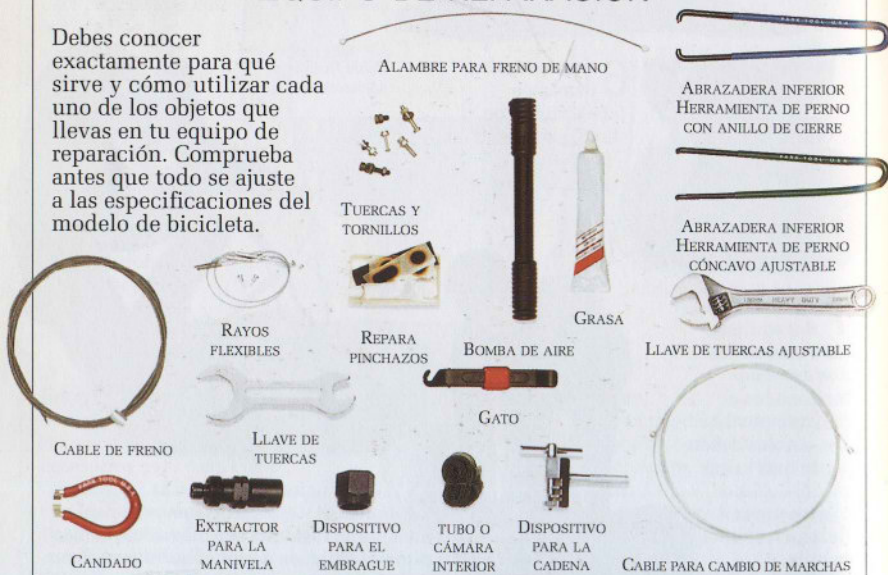 Debes conocer
exactamente para qué
sirve y cómo utilizar cada
uno de los objetos que
llevas en tu equipo de
reparación. Comprueba
antes que todo se ajuste
a las especificaciones del
modelo de bicicleta.
ALAMBRE PARA FRENO DE MANO
ABRAZADERA INFERIOR
HERRAMIENTA DE PERNO
CON ANILLO DE CIERRE
TUERCAS Y
TORNILLOS
ABRAZADERA INFERIOR
HERRAMIENTA DE PERNO
CÓNCAVO AJUSTABLE
RAYOS
FLEXIBLES
REPARA
PINCHAZOS
BOMBA DE AIRE
GRASA
HEAVY DUTY
LLAVE DE TUERCAS AJUSTABLE
CABLE DE FRENO
LLAVE DE
TUERCAS
GATO
PARK TOOL U.S.A.
CANDADO
EXTRACTOR
PARA LA
MANIVELA
DISPOSITIVO
PARA EL
EMBRAGUE
TUBO O
CÁMARA
INTERIOR
DISPOSITIVO
PARA LA
CADENA
CABLE PARA CAMBIO DE MARCHAS